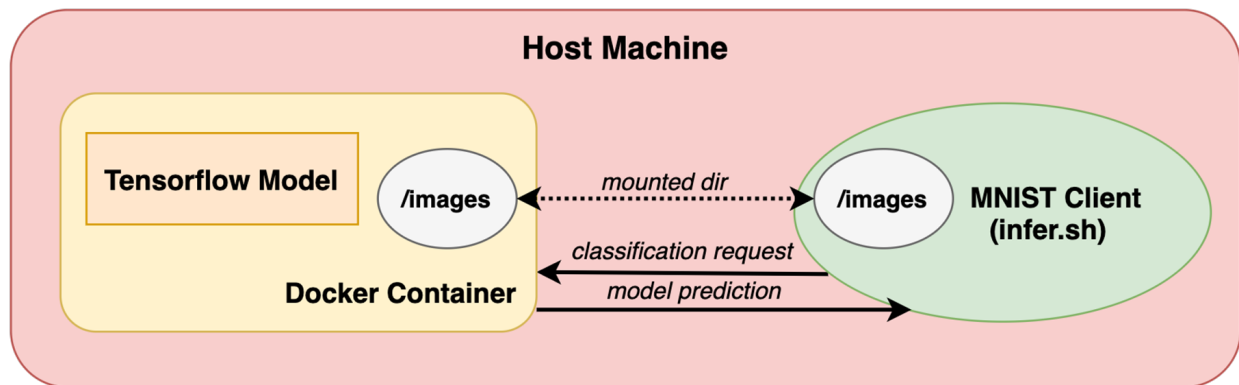 Host Machine
Tensorflow Model
/images
mounted dir
/images
MNIST Client
(infer.sh)
classification request
Docker Container
model prediction